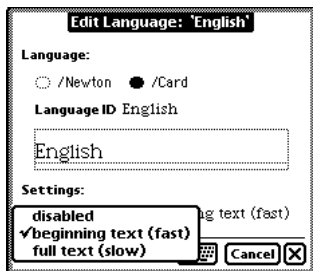 Edit Language: 'English'
Language:
/Newton /Card
Language ID English
English
Settings:
ng text (fast)
disabled
✓beginning text (fast)
full text (slow)
Cancel